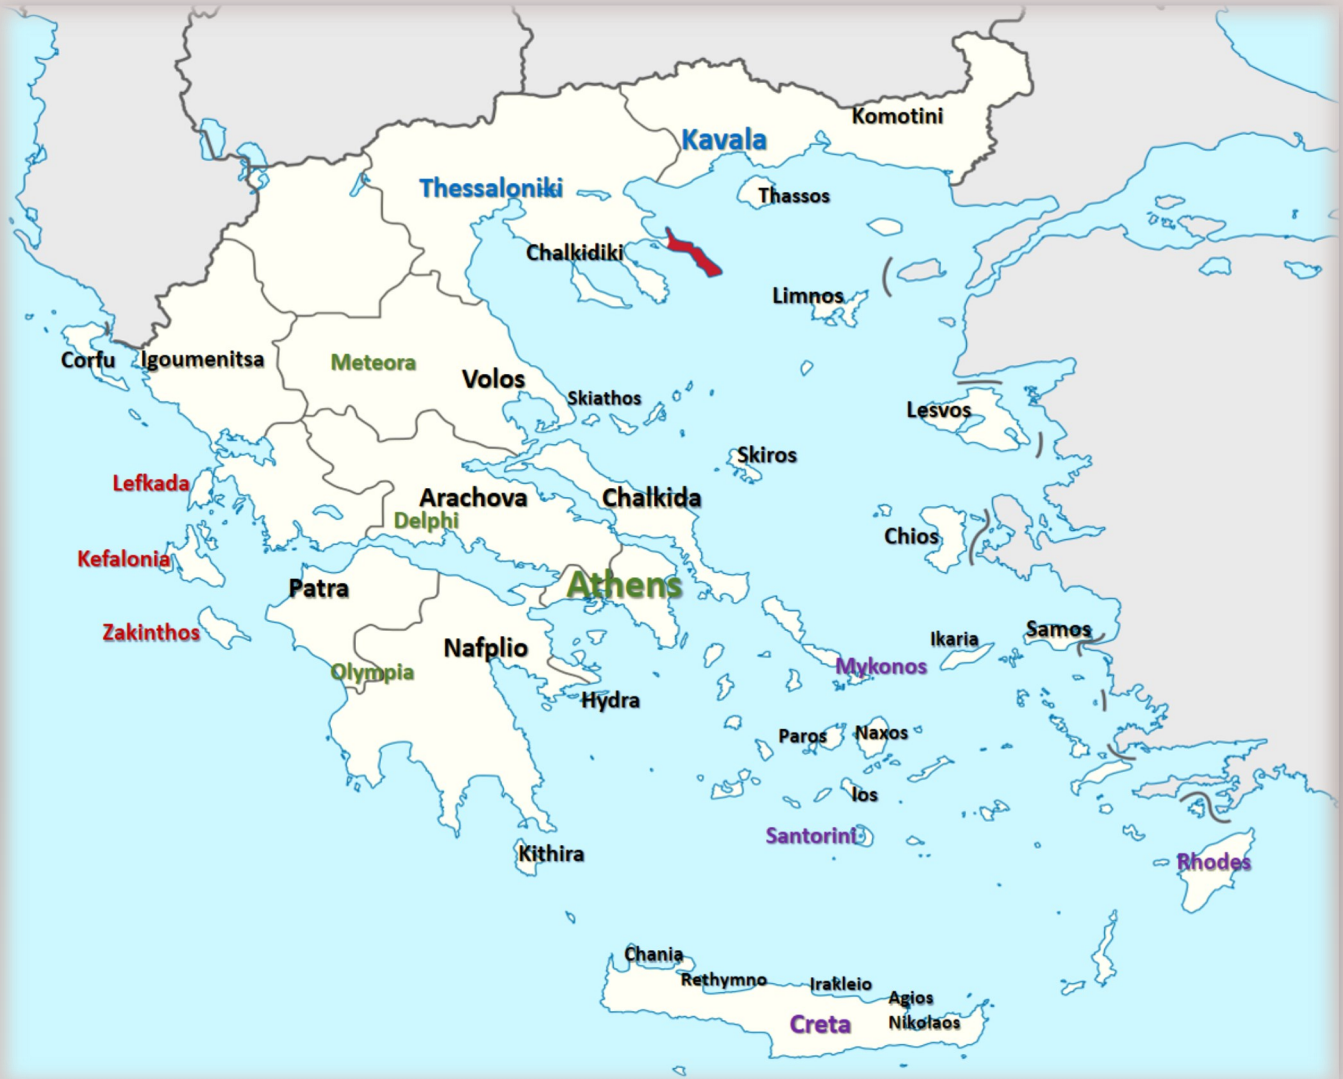 Komotini
Kavala
Thessaloniki
Thassos
Chalkidiki
Limnos
Corfu
Igoumenitsa
Meteora
Volos
Skiathos
Lesvos
Skiros
Lefkada
Arachova
Chalkida
Delphi
Chios
Kefalonia
Patra
Athens
Zakinthos
Nafplio
Ikaria
Samos
Olympia
Mykonos
Hydra
Paros
Naxos
Ios
Santorini
Kithira
Rhodes
Chania
Rethymno
Irakleio
Agios
Nikolaos
Creta